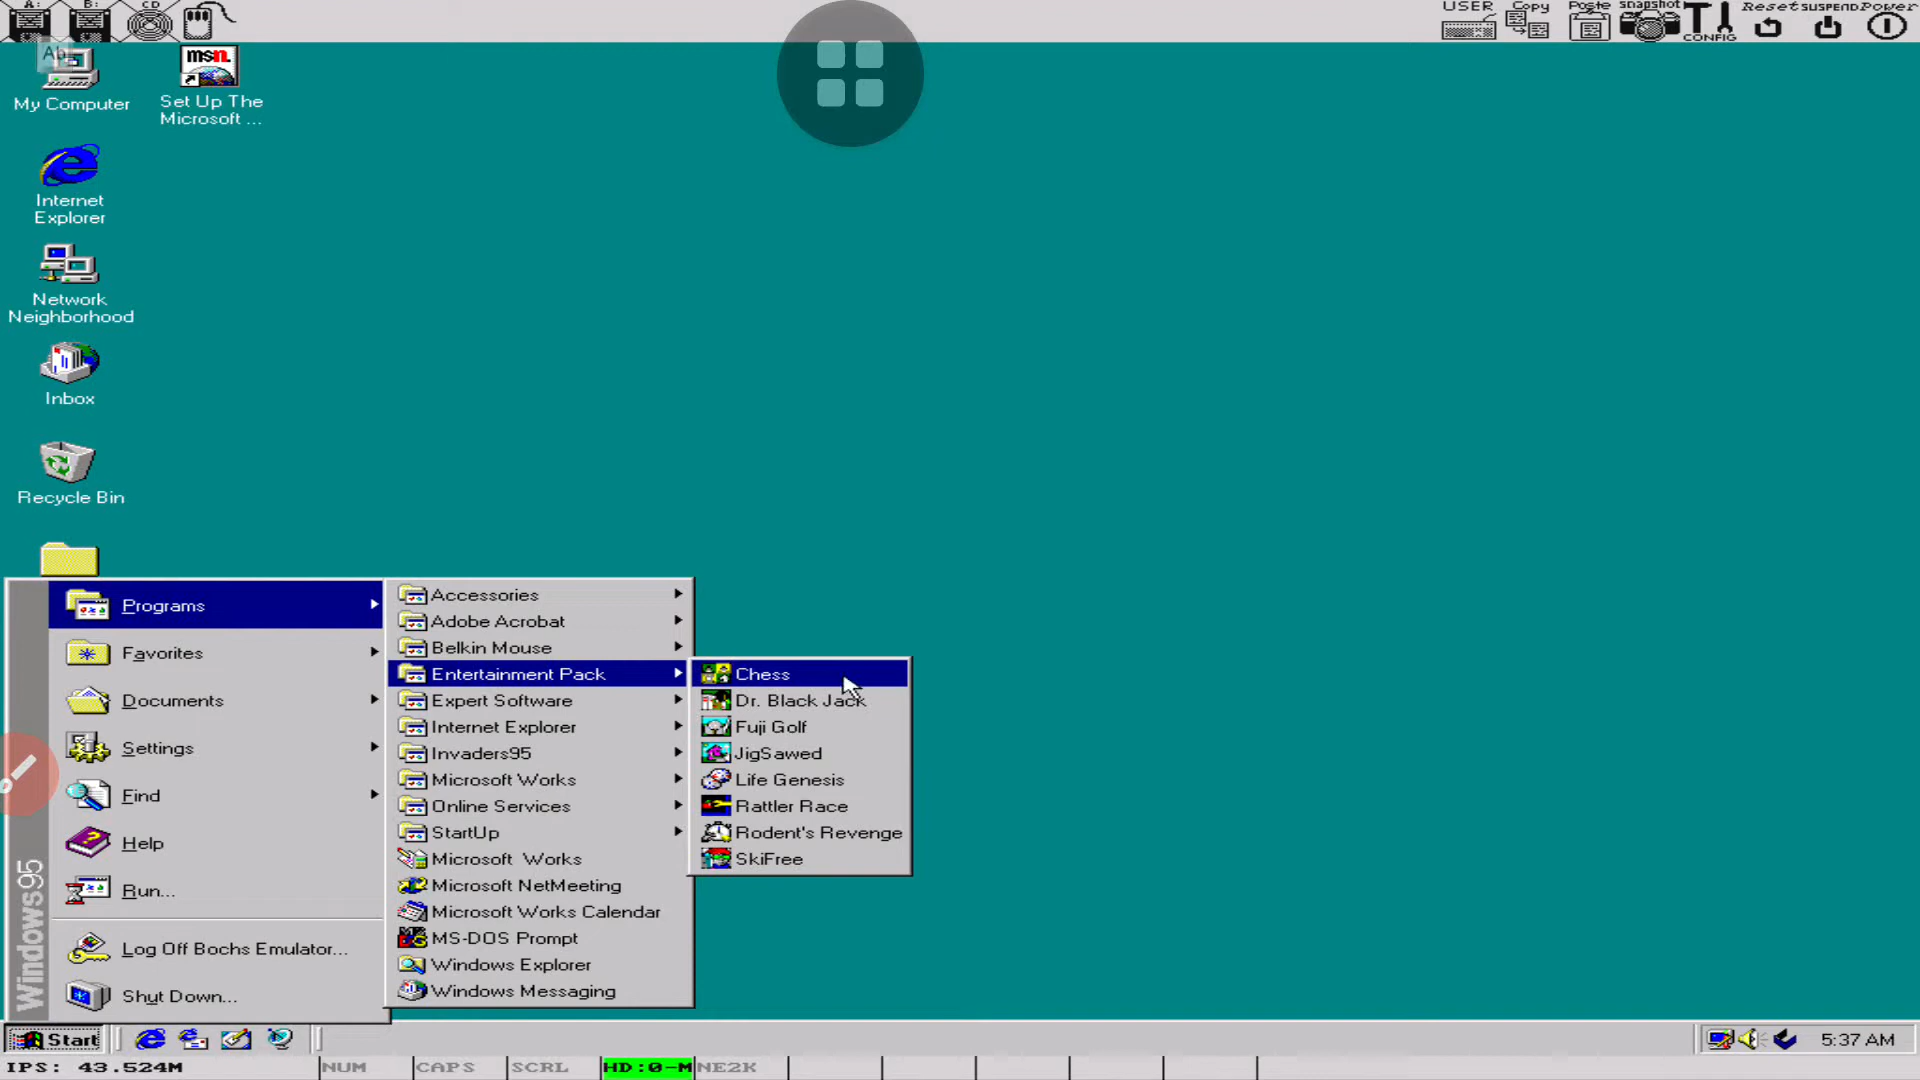 A:
B:
CD
USER
Copy
Paste
snapshot
CONFIG
Reset
SUSPEND
Power
Ab
My Computer
msn.
Set Up The
Microsoft ...
Internet
Explorer
Network
Neighborhood
Inbox
Recycle Bin
Programs
Favorites
Documents
Settings
Find
Help
Run...
Log Off Bochs Emulator...
Shut Down...
Windows95
Accessories
Adobe Acrobat
Belkin Mouse
Entertainment Pack
Expert Software
Internet Explorer
Invaders95
Microsoft Works
Online Services
StartUp
Microsoft  Works
Microsoft NetMeeting
Microsoft Works Calendar
MS-DOS Prompt
Windows Explorer
Windows Messaging
Chess
Dr. Black Jack
Fuji Golf
JigSawed
Life Genesis
Rattler Race
Rodent's Revenge
SkiFree
Start
5:37 AM
IPS: 43.524M
NUM
CAPS
SCRL
HD:0-M
NE2K